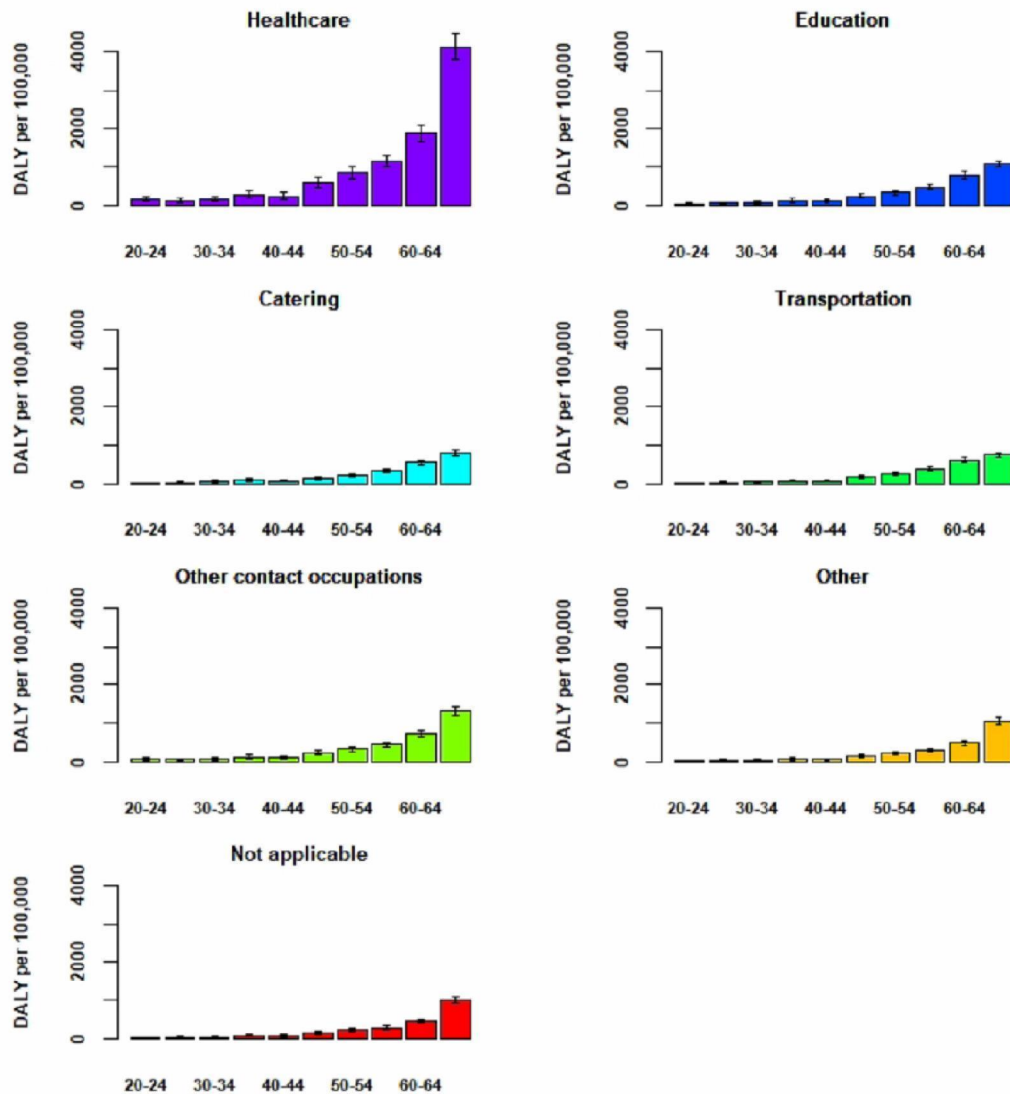 Healthcare
DALY per 100,000
4000
2000
0
20-24 30-34 40-44 50-54 60-64
Education
DALY per 100,000
4000
2000
0
20-24 30-34 40-44 50-54 60-64
Catering
DALY per 100,000
4000
2000
0
20-24 30-34 40-44 50-54 60-64
Transportation
DALY per 100,000
4000
2000
0
20-24 30-34 40-44 50-54 60-64
Other contact occupations
DALY per 100,000
4000
2000
0
20-24 30-34 40-44 50-54 60-64
Other
DALY per 100,000
4000
2000
0
20-24 30-34 40-44 50-54 60-64
Not applicable
DALY per 100,000
4000
2000
0
20-24 30-34 40-44 50-54 60-64